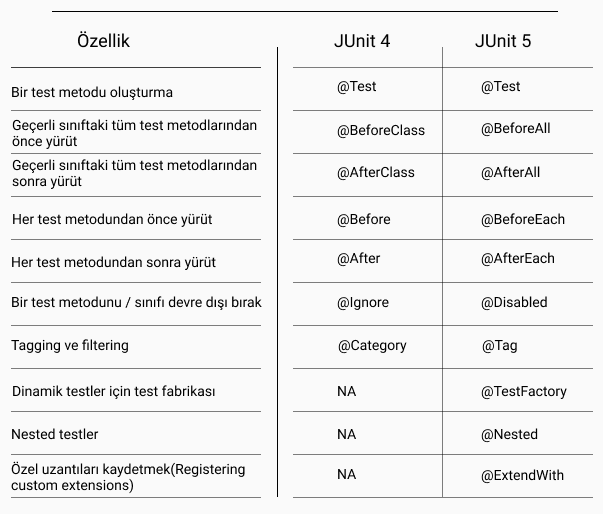 Özellik JUnit 4 JUnit 5
Bir test metodu oluşturma @Test @Test
Geçerli sınıftaki tüm test metodlarından
önce yürüt @BeforeClass @BeforeAll
Geçerli sınıftaki tüm test metodlarından
sonra yürüt @AfterClass @AfterAll
Her test metodundan önce yürüt @Before @BeforeEach
Her test metodundan sonra yürüt @After @AfterEach
Bir test metodunu / sınıfı devre dışı bırak @Ignore @Disabled
Tagging ve filtering @Category @Tag
Dinamik testler için test fabrikası NA @TestFactory
Nested testler NA @Nested
Özel uzantıları kaydetmek(Registering
custom extensions) NA @ExtendWith